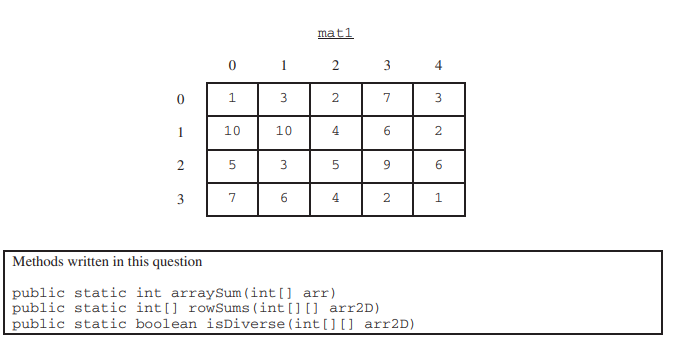 mat1
0 1 2 3 4
0 1 3 2 7 3
1 10 10 4 6 2
2 5 3 5 9 6
3 7 6 4 2 1
Methods written in this question
public static int arraySum(int[] arr)
public static int[] rowSums(int[][] arr2D)
public static boolean isDiverse(int[][] arr2D)